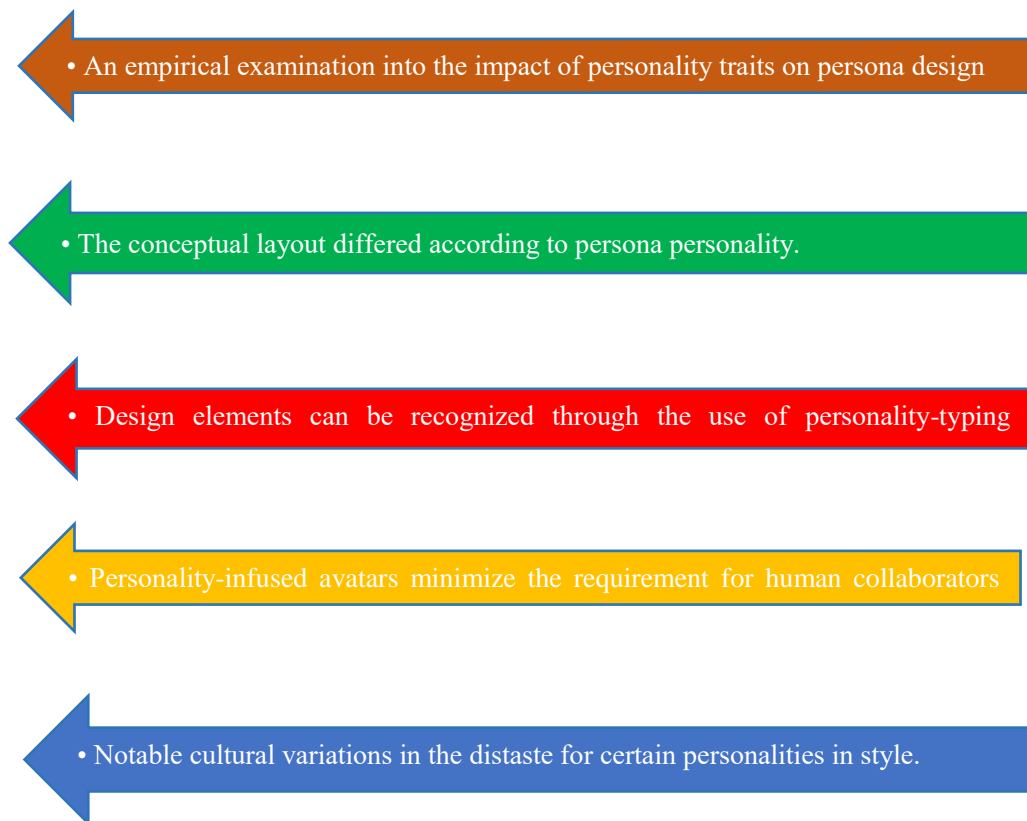 • An empirical examination into the impact of personality traits on persona design
• The conceptual layout differed according to persona personality.
• Design elements can be recognized through the use of personality-typing
• Personality-infused avatars minimize the requirement for human collaborators
• Notable cultural variations in the distaste for certain personalities in style.